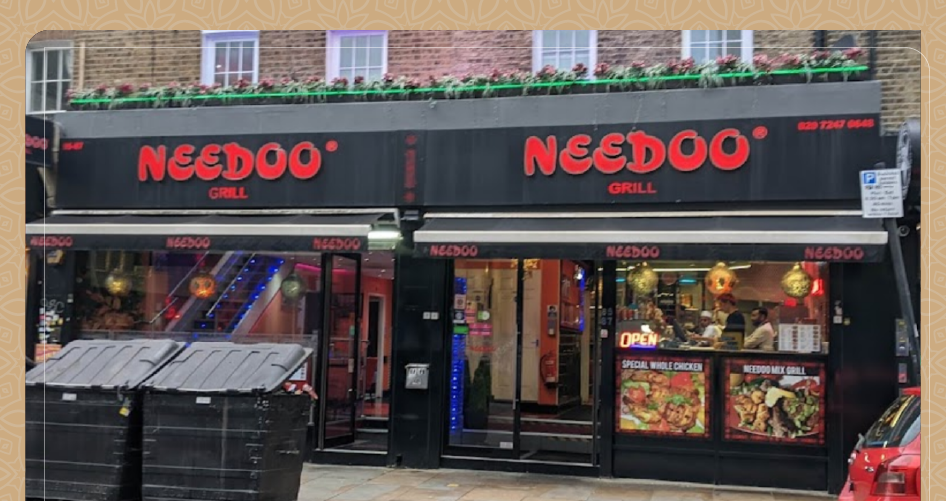 NEEDOO®
GRILL
NEEDOO®
GRILL
020 7247 0648
NEEDOO
NEEDOO
NEEDOO
NEEDOO
NEEDOO
NEEDOO
OPEN
SPECIAL WHOLE CHICKEN
NEEDOO MIX GRILL
P